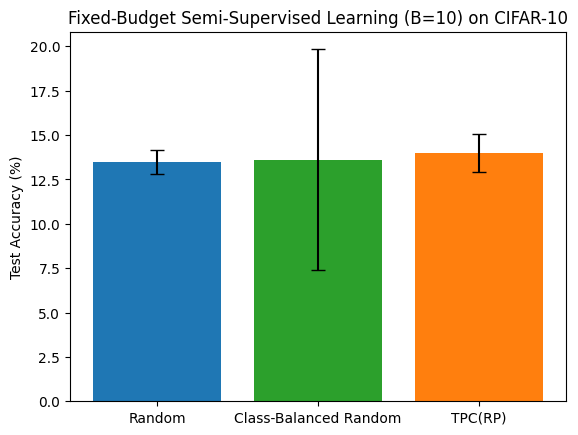 Fixed-Budget Semi-Supervised Learning (B=10) on CIFAR-10
Test Accuracy (%)
20.0
17.5
15.0
12.5
10.0
7.5
5.0
2.5
0.0
Random
Class-Balanced Random
TPC(RP)